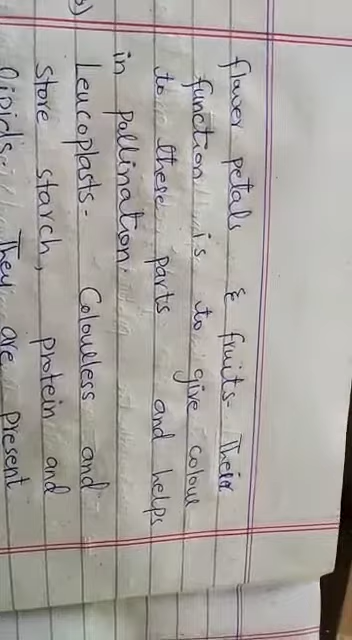 flower petals & fruits. Their
function is to give colour
to these parts and helps
in pollination.
b) Leucoplasts - Colourless and
store starch, protein and
lipids. They are present